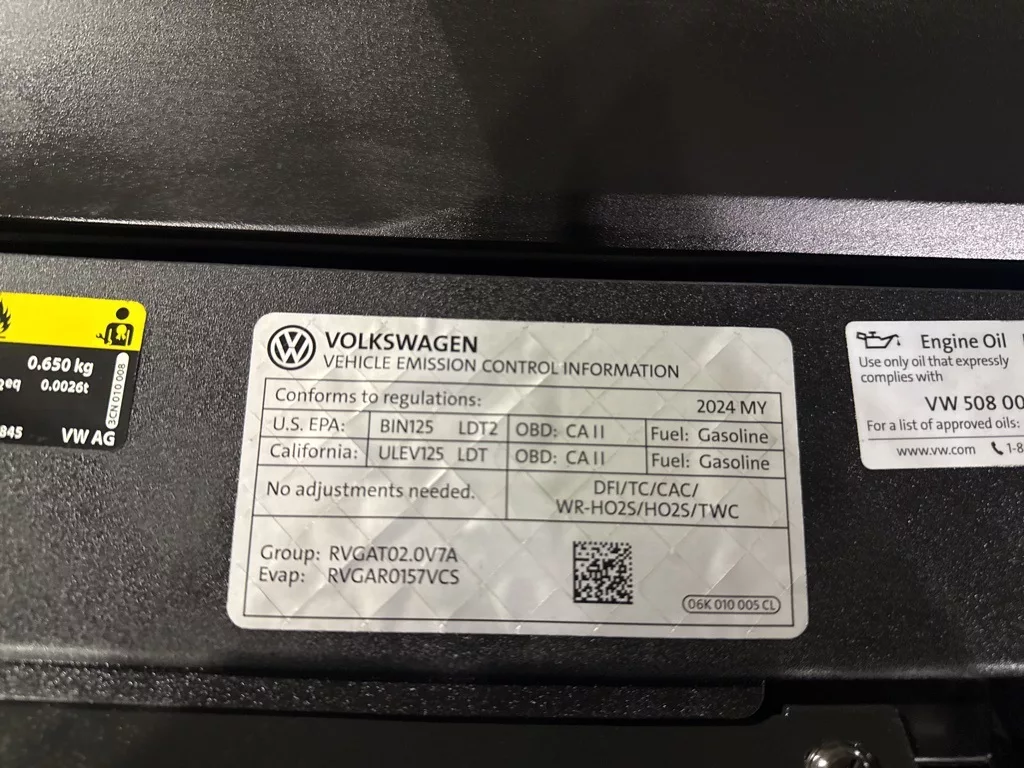 0.650 kg
0.0026t
3CN 010 008
845 VW AG
VOLKSWAGEN
VEHICLE EMISSION CONTROL INFORMATION
Conforms to regulations: 2024 MY
U.S. EPA: BIN125 LDT2 OBD: CA II Fuel: Gasoline
California: ULEV125 LDT OBD: CA II Fuel: Gasoline
No adjustments needed. DFI/TC/CAC/
WR-HO2S/HO2S/TWC
Group: RVGAT02.0V7A
Evap: RVGAR0157VCS
06K 010 005 CL
Engine Oil
Use only oil that expressly
complies with
VW 508 00
For a list of approved oils:
www.vw.com 1-8